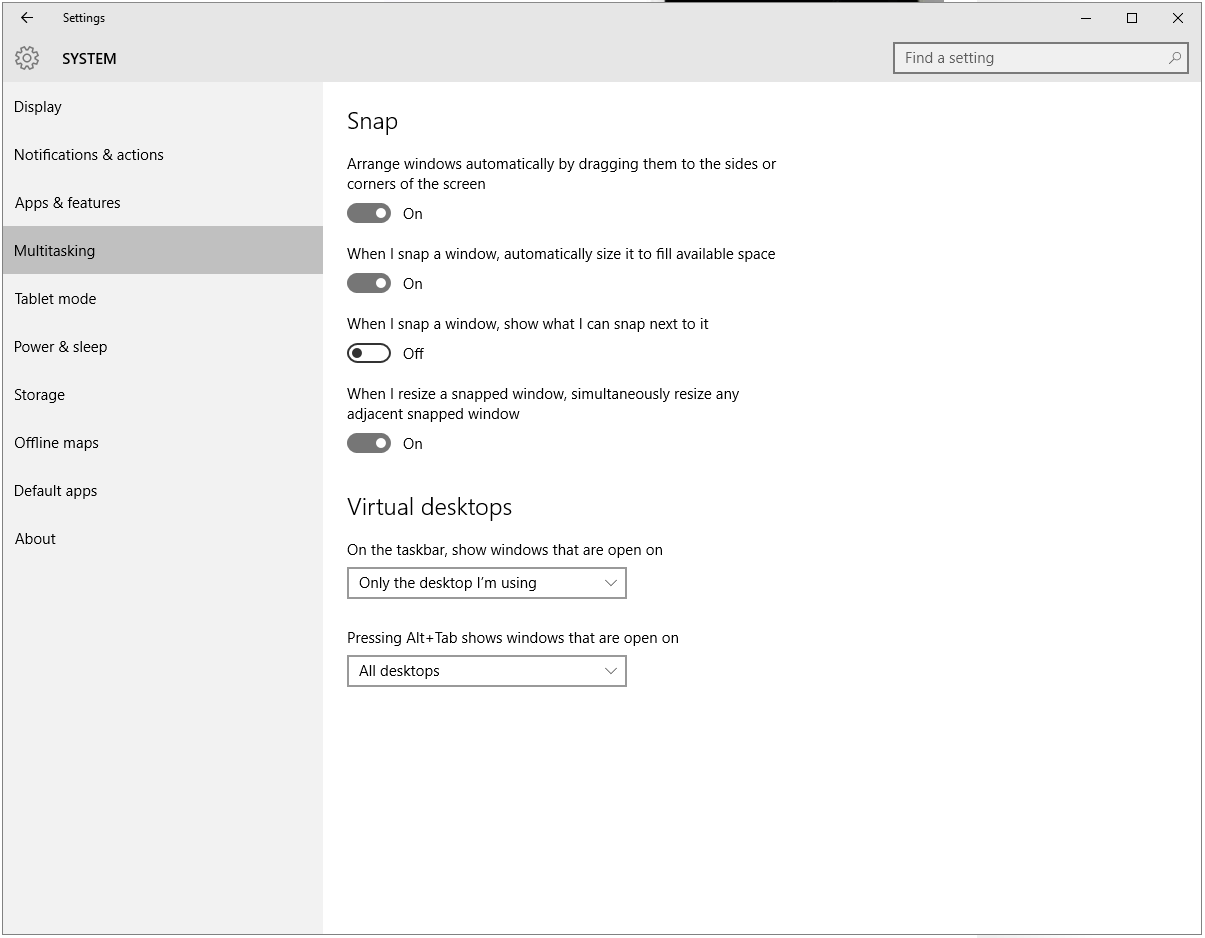 Settings
SYSTEM
Find a setting
Display
Notifications & actions
Apps & features
Multitasking
Tablet mode
Power & sleep
Storage
Offline maps
Default apps
About
Snap
Arrange windows automatically by dragging them to the sides or
corners of the screen
On
When I snap a window, automatically size it to fill available space
On
When I snap a window, show what I can snap next to it
Off
When I resize a snapped window, simultaneously resize any
adjacent snapped window
On
Virtual desktops
On the taskbar, show windows that are open on
Only the desktop I'm using
Pressing Alt+Tab shows windows that are open on
All desktops